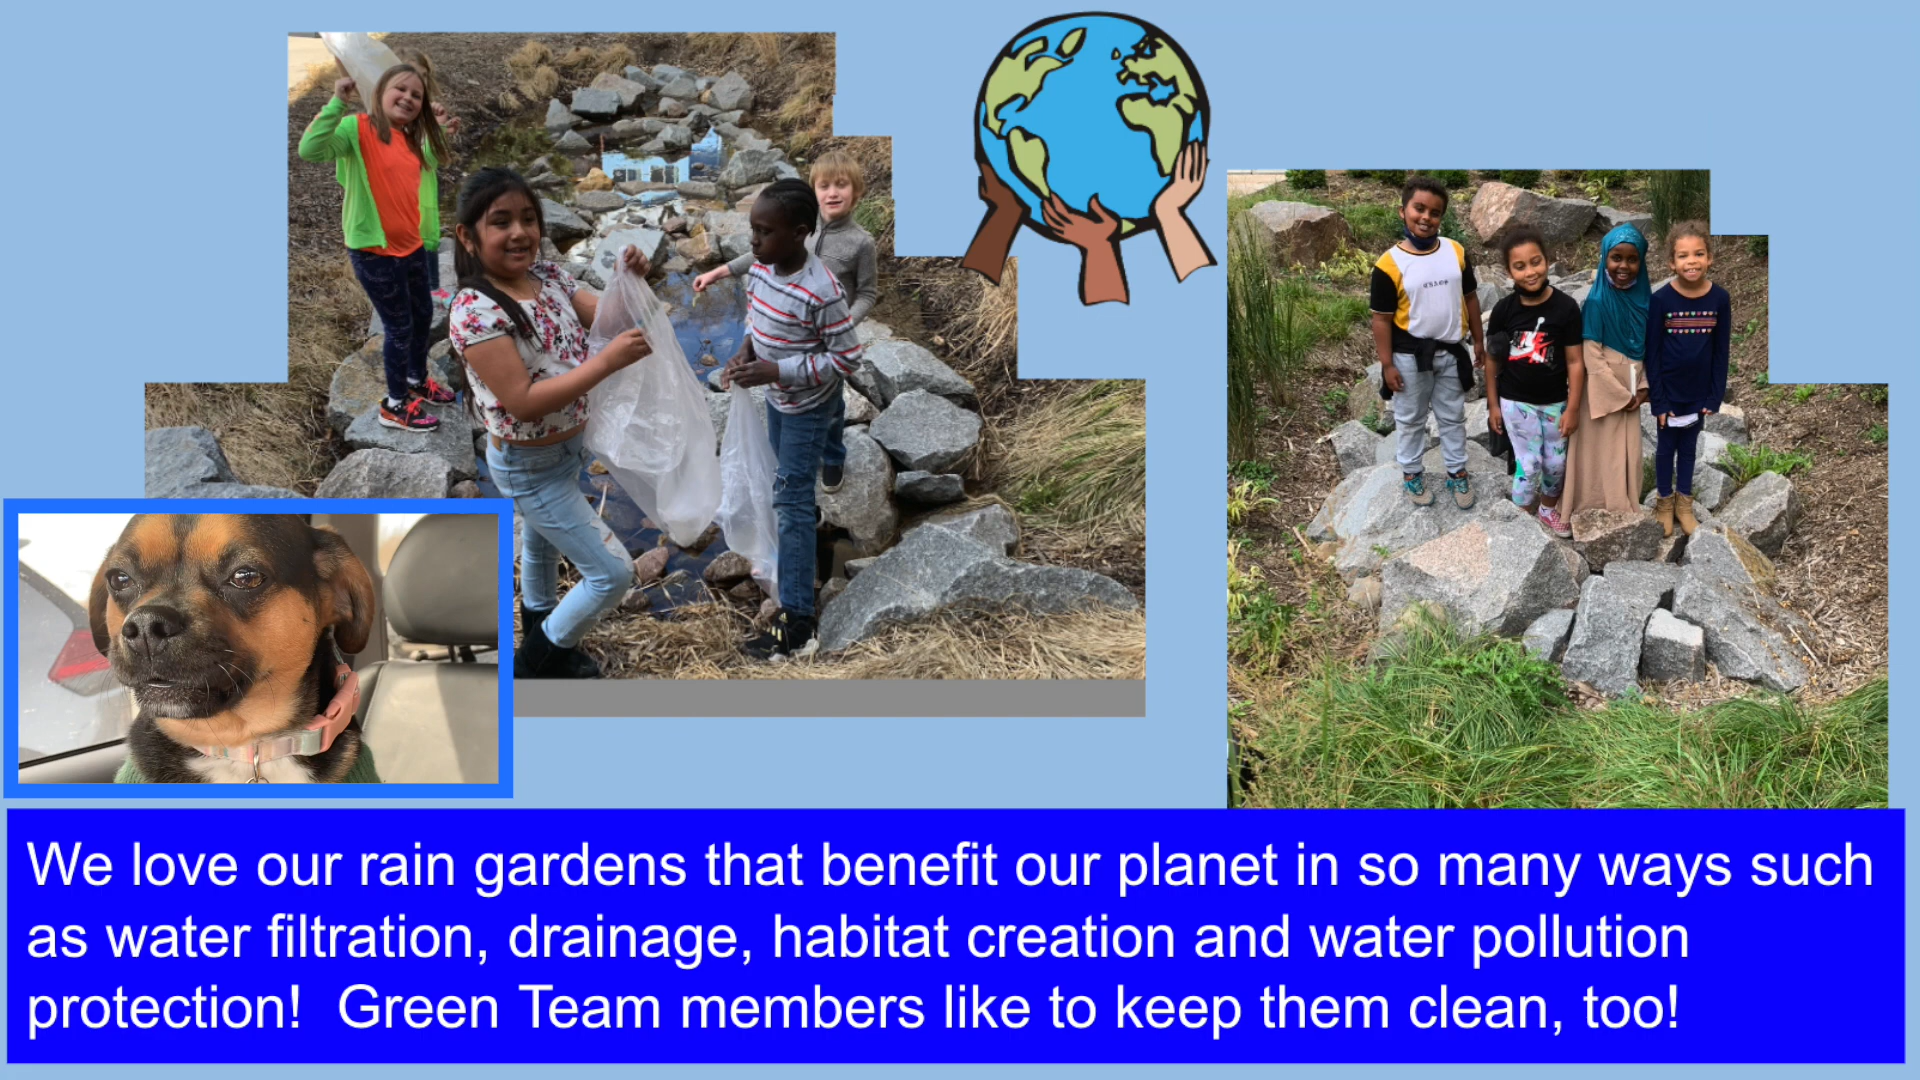 CHAOS
We love our rain gardens that benefit our planet in so many ways such
as water filtration, drainage, habitat creation and water pollution
protection!  Green Team members like to keep them clean, too!